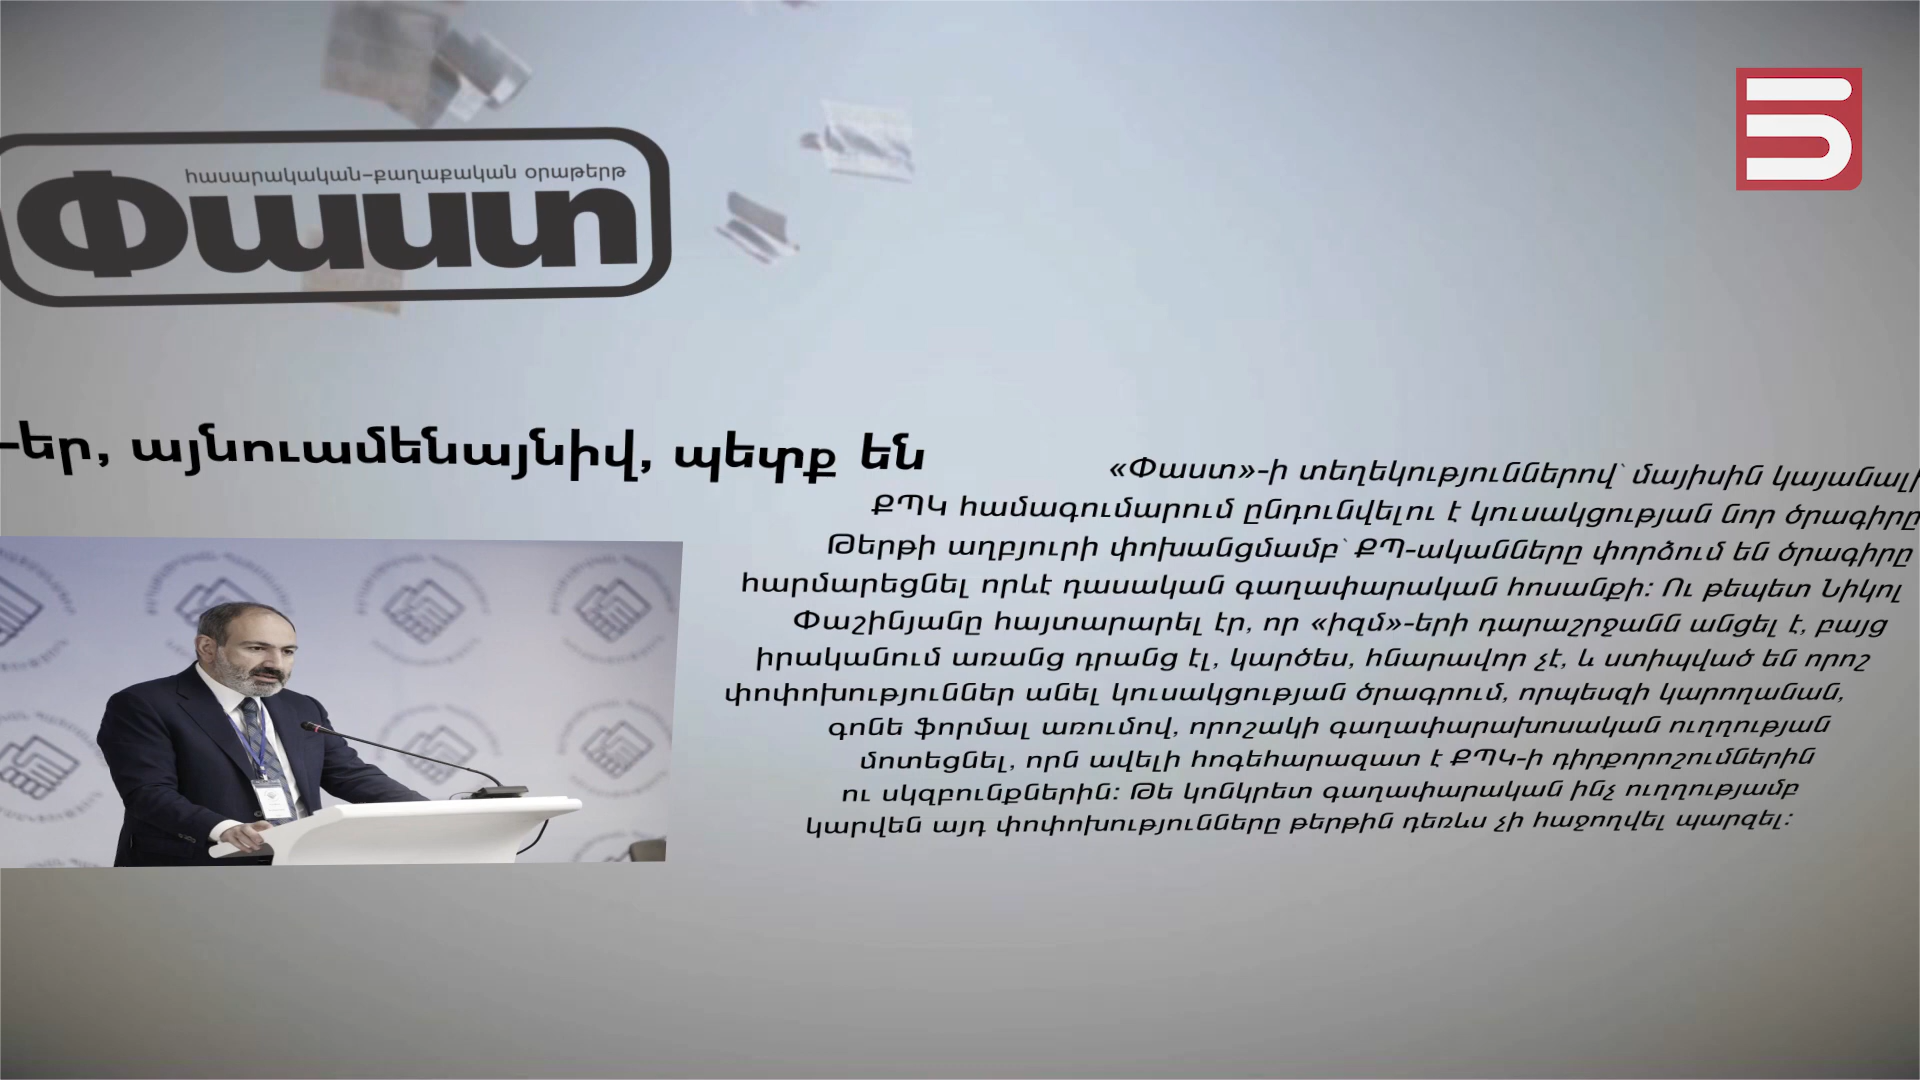 հասարակական-քաղաքական օրաթերթ
Փաստ
-եր, այնուամենայնիվ, պետք են
«Փաստ»-ի տեղեկություններով՝ մայիսին կայանալի
ՔՊԿ համագումարում ընդունվելու է կուսակցության նոր ծրագիրը
Թերթի աղբյուրի փոխանցմամբ՝ ՔՊ-ականները փորձում են ծրագիրը
հարմարեցնել որևէ դասական գաղափարական հոսանքի: Ու թեպետ Նիկոլ
Փաշինյանը հայտարարել էր, որ «իզմ»-երի դարաշրջանն անցել է, բայց
իրականում առանց դրանց էլ, կարծես, հնարավոր չէ, և ստիպված են որոշ
փոփոխություններ անել կուսակցության ծրագրում, որպեսզի կարողանան,
գոնե ֆորմալ առումով, որոշակի գաղափարախոսական ուղղության
մոտեցնել, որն ավելի հոգեհարազատ է ՔՊԿ-ի դիրքորոշումներին
ու սկզբունքներին: Թե կոնկրետ գաղափարական ինչ ուղղությամբ
կարվեն այդ փոփոխությունները թերթին դեռևս չի հաջողվել պարզել: